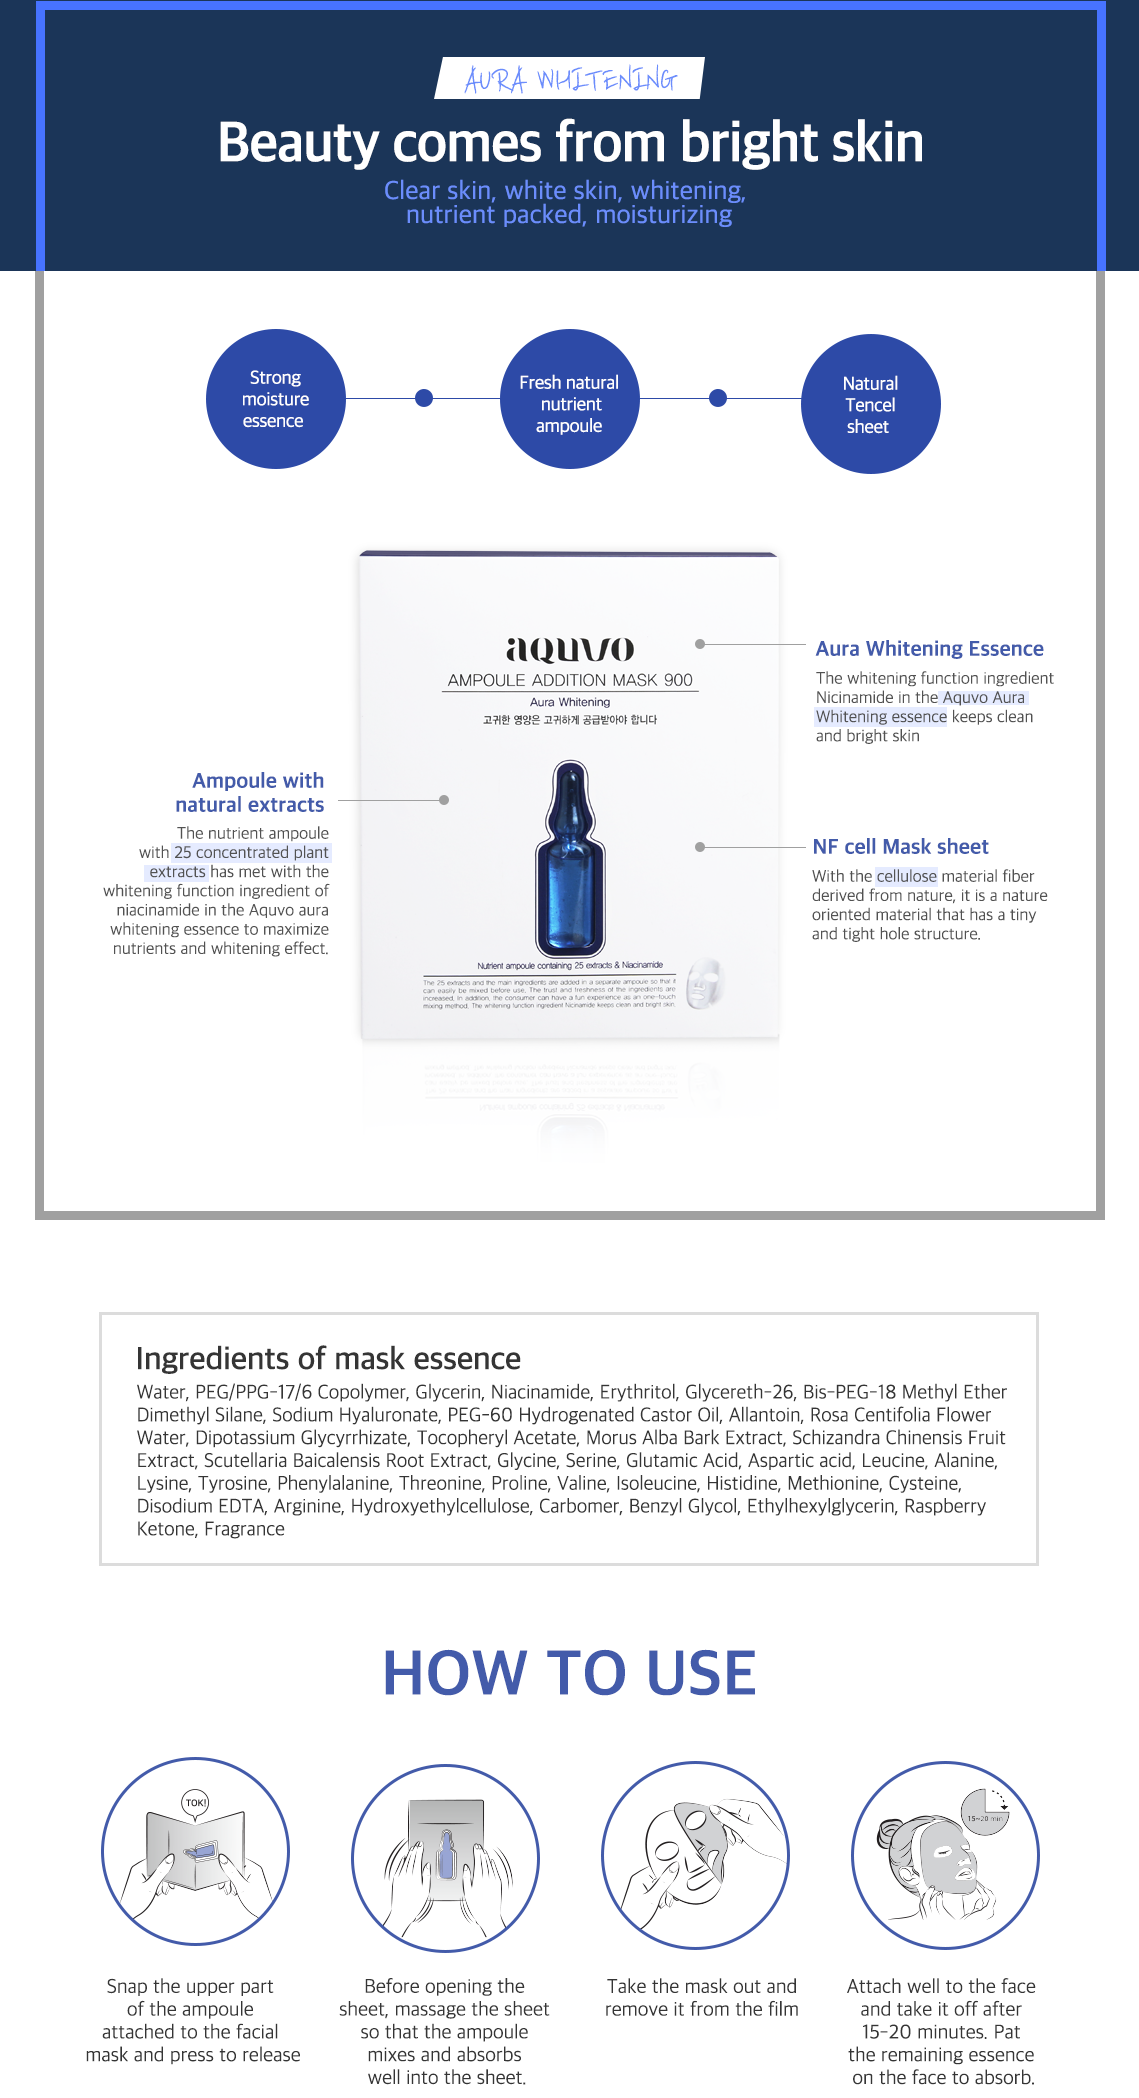 AURA WHITENING
Beauty comes from bright skin
Clear skin, white skin, whitening,
nutrient packed, moisturizing
Strong
moisture
essence
Fresh natural
nutrient
ampoule
Natural
Tencel
sheet
aquvo
AMPOULE ADDITION MASK 900
Aura Whitening
고귀한 영양은 고귀하게 공급받아야 합니다
Nutrient ampoule containing 25 extracts & Niacinamide
The 25 extracts and the main ingredients are added in a separate ampoule so that it
can easily be mixed before use. The trust and freshness of the ingredients are
increased. In addition, the consumer can have a fun experience as an one-touch
mixing method. The whitening function ingredient Nicinamide keeps clean and bright skin.
Aura Whitening Essence
The whitening function ingredient
Nicinamide in the Aquvo Aura
Whitening essence keeps clean
and bright skin
Ampoule with
natural extracts
The nutrient ampoule
with 25 concentrated plant
extracts has met with the
whitening function ingredient of
niacinamide in the Aquvo aura
whitening essence to maximize
nutrients and whitening effect.
NF cell Mask sheet
With the cellulose material fiber
derived from nature, it is a nature
oriented material that has a tiny
and tight hole structure.
Ingredients of mask essence
Water, PEG/PPG-17/6 Copolymer, Glycerin, Niacinamide, Erythritol, Glycereth-26, Bis-PEG-18 Methyl Ether
Dimethyl Silane, Sodium Hyaluronate, PEG-60 Hydrogenated Castor Oil, Allantoin, Rosa Centifolia Flower
Water, Dipotassium Glycyrrhizate, Tocopheryl Acetate, Morus Alba Bark Extract, Schizandra Chinensis Fruit
Extract, Scutellaria Baicalensis Root Extract, Glycine, Serine, Glutamic Acid, Aspartic acid, Leucine, Alanine,
Lysine, Tyrosine, Phenylalanine, Threonine, Proline, Valine, Isoleucine, Histidine, Methionine, Cysteine,
Disodium EDTA, Arginine, Hydroxyethylcellulose, Carbomer, Benzyl Glycol, Ethylhexylglycerin, Raspberry
Ketone, Fragrance
HOW TO USE
TOK!
15~20 min
Snap the upper part
of the ampoule
attached to the facial
mask and press to release
Before opening the
sheet, massage the sheet
so that the ampoule
mixes and absorbs
well into the sheet.
Take the mask out and
remove it from the film
Attach well to the face
and take it off after
15-20 minutes. Pat
the remaining essence
on the face to absorb.